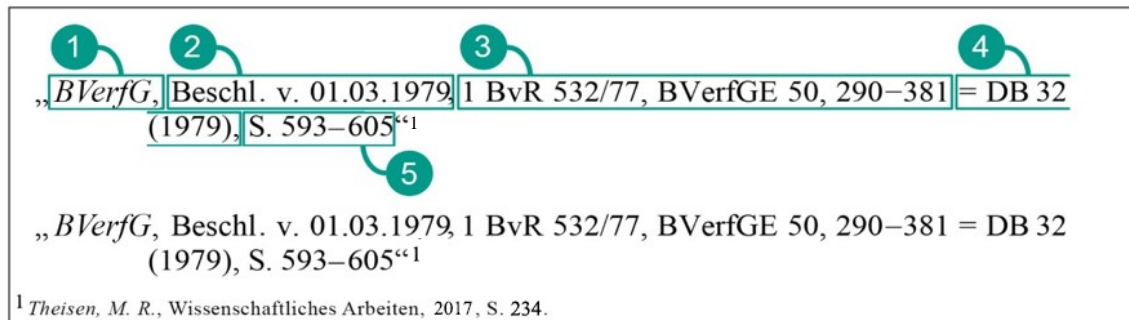 1 2 3 4
„BVerfG, Beschl. v. 01.03.1979, 1 BvR 532/77, BVerfGE 50, 290–381 = DB 32
(1979), S. 593–605“1
5
„BVerfG, Beschl. v. 01.03.1979, 1 BvR 532/77, BVerfGE 50, 290–381 = DB 32
(1979), S. 593–605“1
1 Theisen, M. R., Wissenschaftliches Arbeiten, 2017, S. 234.